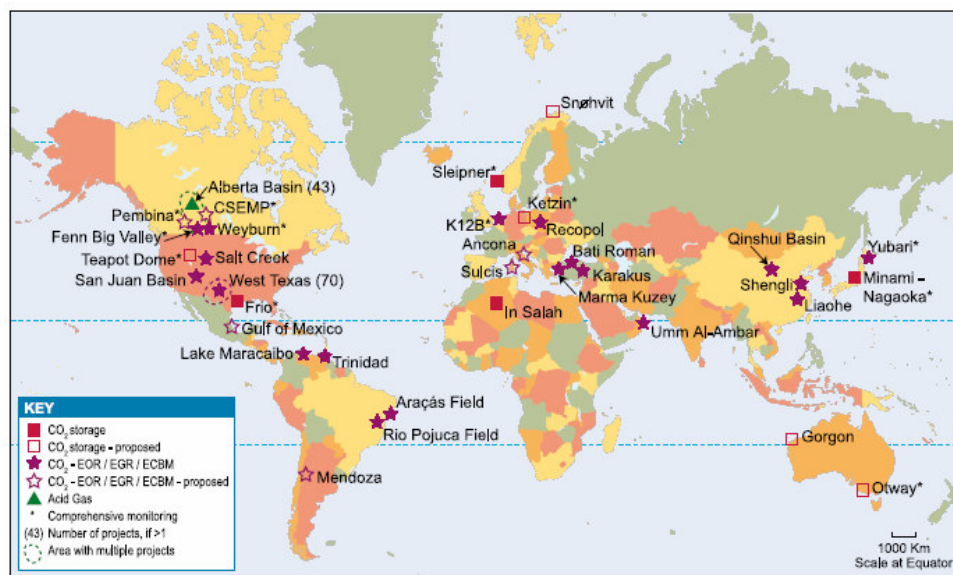 Snøhvit
Alberta Basin (43)
CSEMP*
Pembina*
Fenn Big Valley*
Weyburn*
Teapot Dome*
Salt Creek
San Juan Basin
West Texas (70)
Frio*
Gulf of Mexico
Lake Maracaibo
Trinidad
Araçás Field
Rio Pojuca Field
Mendoza
Sleipner*
Ketzin*
K12B*
Recopol
Ancona
Bati Roman
Sulcis
Karakus
Marma Kuzey
In Salah
Umm Al-Ambar
Qinshui Basin
Yubari*
Shengli
Minami -
Nagaoka*
Liaohe
Gorgon
Otway*
KEY
CO2 storage
CO2 storage - proposed
CO2 - EOR / EGR / ECBM
CO2 - EOR / EGR / ECBM - proposed
Acid Gas
* Comprehensive monitoring
(43) Number of projects, if >1
Area with multiple projects
1000 Km
Scale at Equator